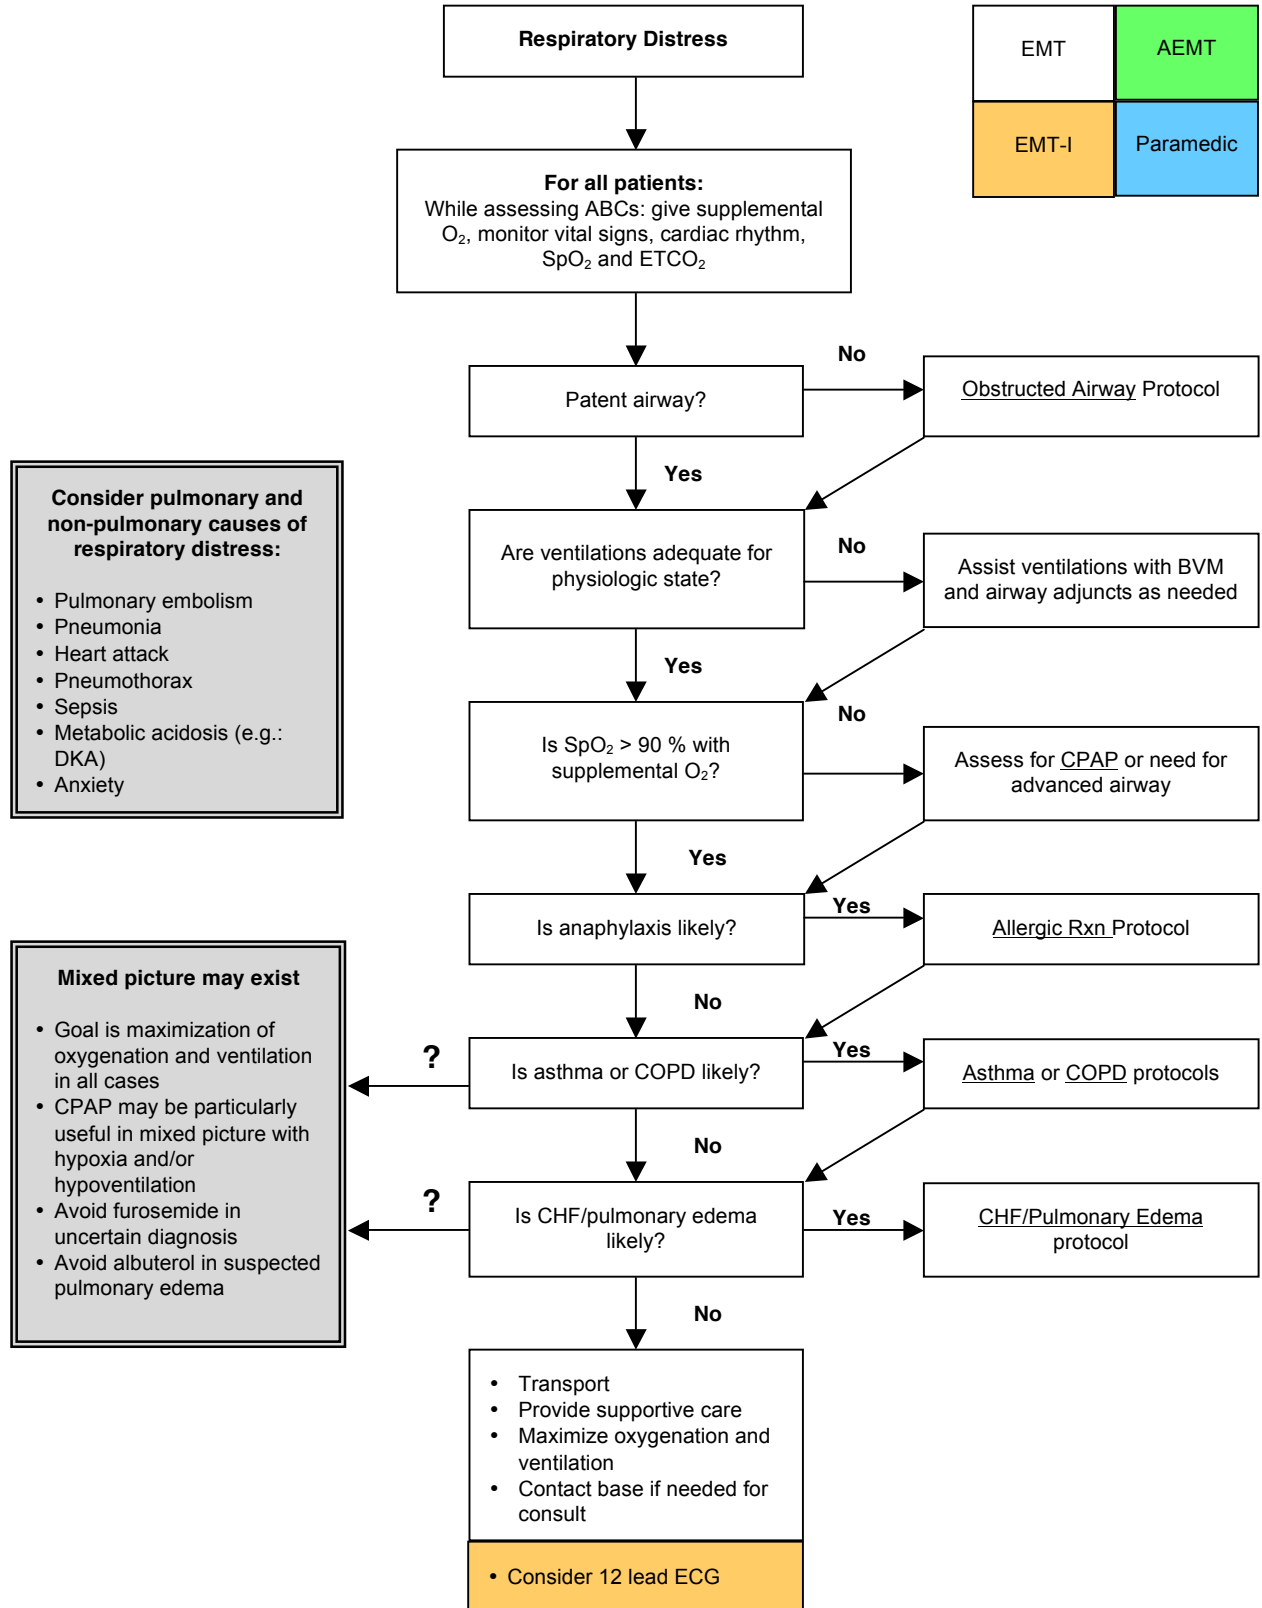 Respiratory Distress
EMT
AEMT
EMT-I
Paramedic
For all patients:
While assessing ABCs: give supplemental
O₂, monitor vital signs, cardiac rhythm,
SpO₂ and ETCO₂
No
Patent airway?
Obstructed Airway Protocol
Yes
Consider pulmonary and
non-pulmonary causes of
respiratory distress:
• Pulmonary embolism
• Pneumonia
• Heart attack
• Pneumothorax
• Sepsis
• Metabolic acidosis (e.g.:
DKA)
• Anxiety
Are ventilations adequate for
physiologic state?
No
Assist ventilations with BVM
and airway adjuncts as needed
Yes
No
Is SpO₂ > 90 % with
supplemental O₂?
Assess for CPAP or need for
advanced airway
Yes
Is anaphylaxis likely?
Yes
Allergic Rxn Protocol
No
Mixed picture may exist
• Goal is maximization of
oxygenation and ventilation
in all cases
• CPAP may be particularly
useful in mixed picture with
hypoxia and/or
hypoventilation
• Avoid furosemide in
uncertain diagnosis
• Avoid albuterol in suspected
pulmonary edema
?
Is asthma or COPD likely?
Yes
Asthma or COPD protocols
No
?
Is CHF/pulmonary edema
likely?
Yes
CHF/Pulmonary Edema
protocol
No
• Transport
• Provide supportive care
• Maximize oxygenation and
ventilation
• Contact base if needed for
consult
• Consider 12 lead ECG